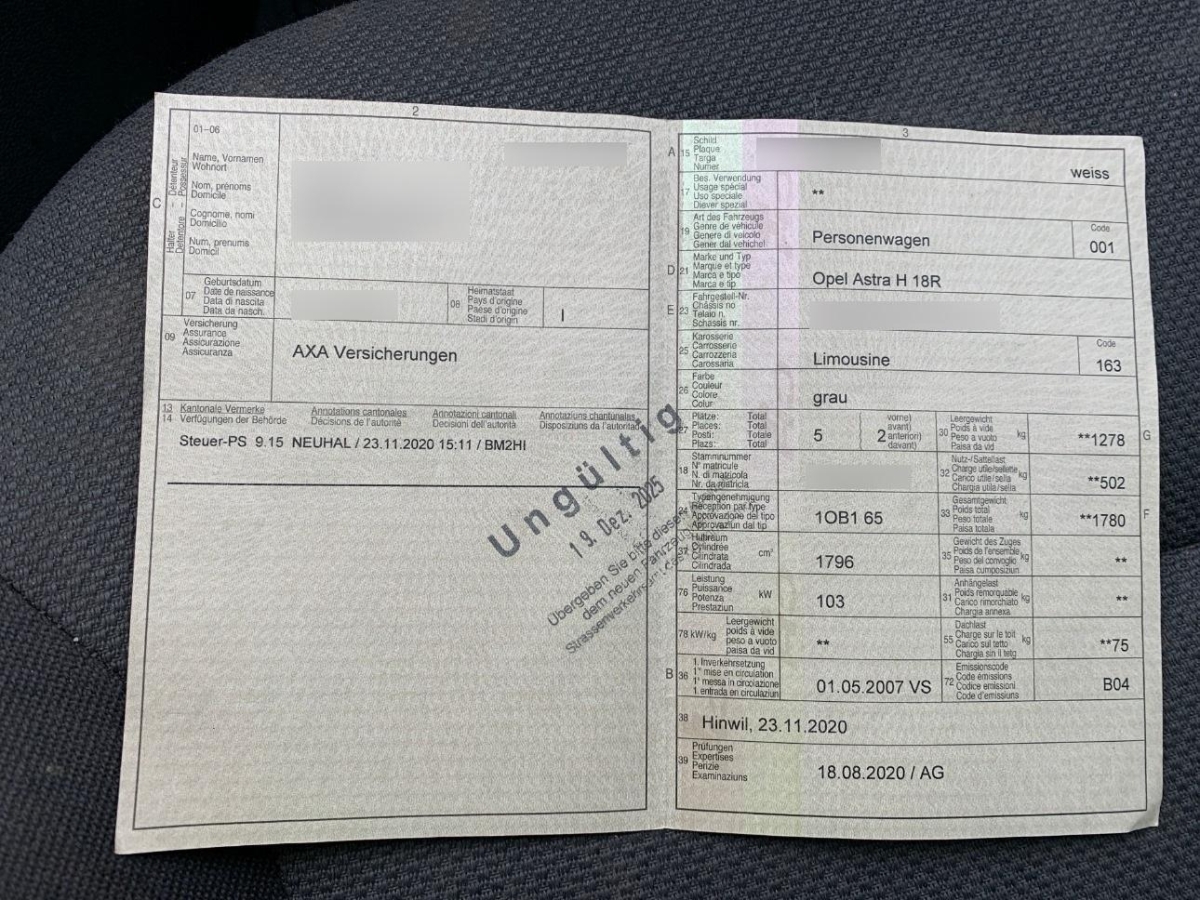 2
01–06
Name, Vornamen
Wohnort
Nom, prénoms
Domicile
Cognome, nomi
Domicilio
Num, prenums
Domicil
C
Halter – Détenteur
Detentore – Possessur
07
Geburtsdatum
Date de naissance
Data di nascita
Data da nasch.
08
Heimatstaat
Pays d'origine
Paese d'origine
Stadi d'origin
I
09
Versicherung
Assurance
Assicurazione
Assicuranza
AXA Versicherungen
13 Kantonale Vermerke Annotations cantonales Annotazioni cantonali Annotaziuns chantunalas
14 Verfügungen der Behörde Décisions de l'autorité Decisioni dell'autorità Disposiziuns da l'autoritad
Steuer-PS 9.15 NEUHAL / 23.11.2020 15:11 / BM2HI
Ungültig
19. Dez. 2025
Übergeben Sie bitte diesen
dem neuen Fahrzeug
Strassenverkehrsamt
3
A 15
Schild
Plaque
Targa
Numer
weiss
17
Bes. Verwendung
Usage spécial
Uso speciale
Diever spezial
**
19
Art des Fahrzeugs
Genre de véhicule
Genere di veicolo
Gener dal vehichel
Personenwagen
Code
001
D 21
Marke und Typ
Marque et type
Marca e tipo
Marca e tip
Opel Astra H 18R
E 23
Fahrgestell-Nr.
Châssis no
Telaio n.
Schassis nr.
25
Karosserie
Carrosserie
Carrozzeria
Carossaria
Limousine
Code
163
26
Farbe
Couleur
Colore
Colur
grau
27
Plätze: Total
Places: Total
Posti: Totale
Plazs: Total
5
2
vorne)
avant)
anteriori)
davant)
30
Leergewicht
Poids à vide
Peso a vuoto
Paisa da vid
kg
**1278
G
18
Stammnummer
N° matricule
N. di matricola
Nr. da matricla
32
Nutz-/Sattellast
Charge utile/sellette
Carico utile/sella
Chargia utila/sella
kg
**502
24
Typengenehmigung
Réception par type
Approvazione del tipo
Approvaziun dal tip
1OB1 65
33
Gesamtgewicht
Poids total
Peso totale
Paisa totala
kg
**1780
F
37
Hubraum
Cylindrée
Cilindrata
Cilindrada
cm³
1796
35
Gewicht des Zuges
Poids de l'ensemble
Peso del convoglio
Paisa cumposiziun
kg
**
76
Leistung
Puissance
Potenza
Prestaziun
kW
103
31
Anhängelast
Poids remorquable
Carico rimorchiato
Chargia annexa
kg
**
78 kW/kg
Leergewicht
poids à vide
peso a vuoto
paisa da vid
**
55
Dachlast
Charge sur le toit
Carico sul tetto
Chargia sin il tetg
kg
**75
B 36
1. Inverkehrsetzung
1re mise en circulation
1a messa in circolazione
1. entrada en circulaziun
01.05.2007 VS
72
Emissionscode
Code émissions
Codice emissioni
Code d'emissiuns
B04
38
Hinwil, 23.11.2020
39
Prüfungen
Expertises
Perizie
Examinaziuns
18.08.2020 / AG